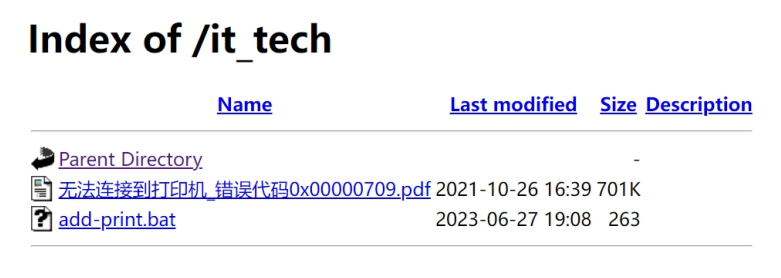 Index of /it_tech
Name Last modified Size Description
Parent Directory -
无法连接到打印机_错误代码0x00000709.pdf 2021-10-26 16:39 701K
add-print.bat 2023-06-27 19:08 263